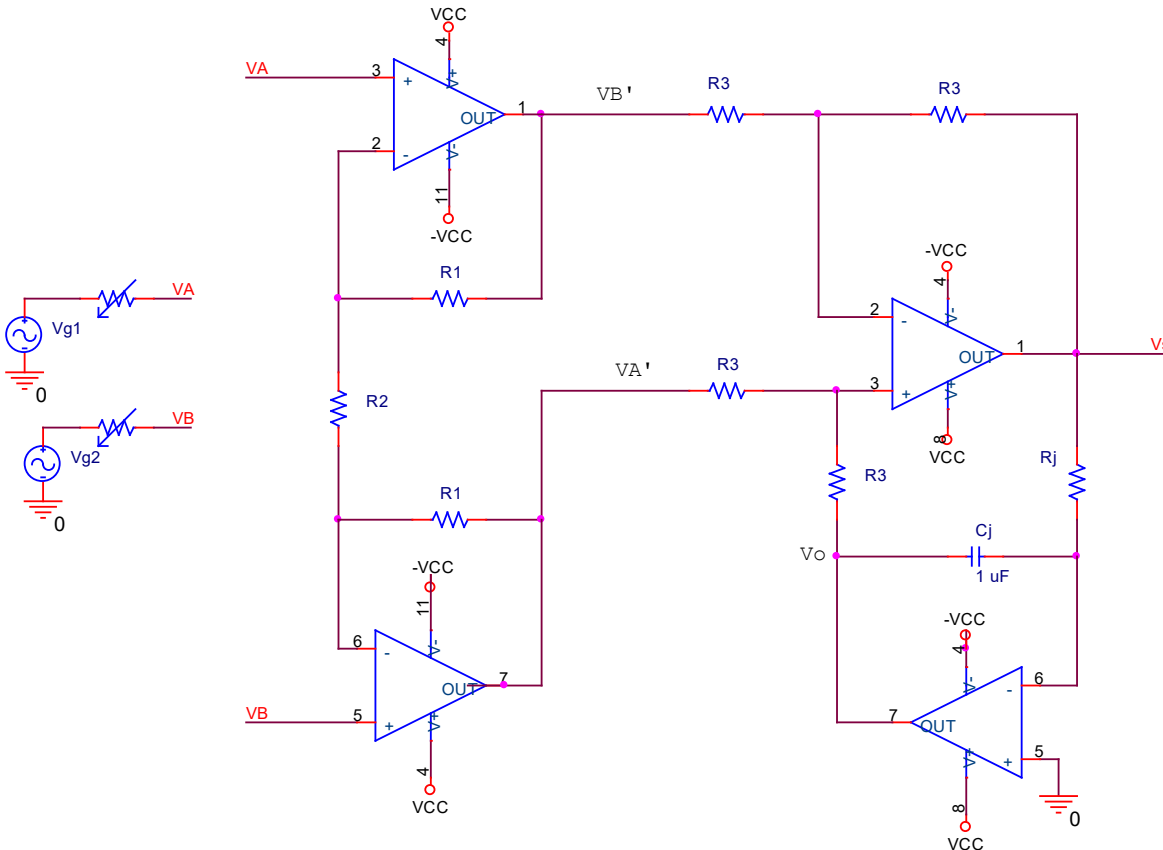 VCC
4
VA
3
+
V+
1
OUT
2
-
V-
11
-VCC
VB'
R3
R3
R1
VA
Vg1
0
VB
Vg2
0
R2
-VCC
4
2
-
V-
1
Vs
OUT
VA'
R3
3
+
V+
8
VCC
R3
Rj
R1
Vo
Cj
1 uF
-VCC
11
6
-
V-
7
OUT
VB
5
+
V+
4
VCC
-VCC
4
V-
6
-
7
OUT
5
+
V+
8
VCC
0